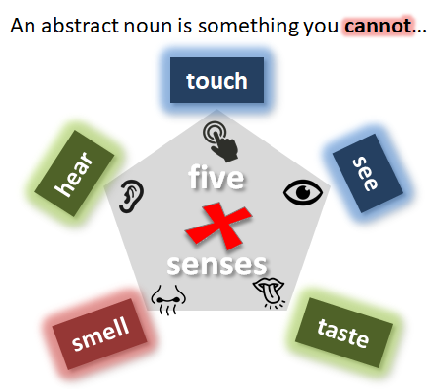 An abstract noun is something you cannot...
touch
hear
see
five
senses
smell
taste